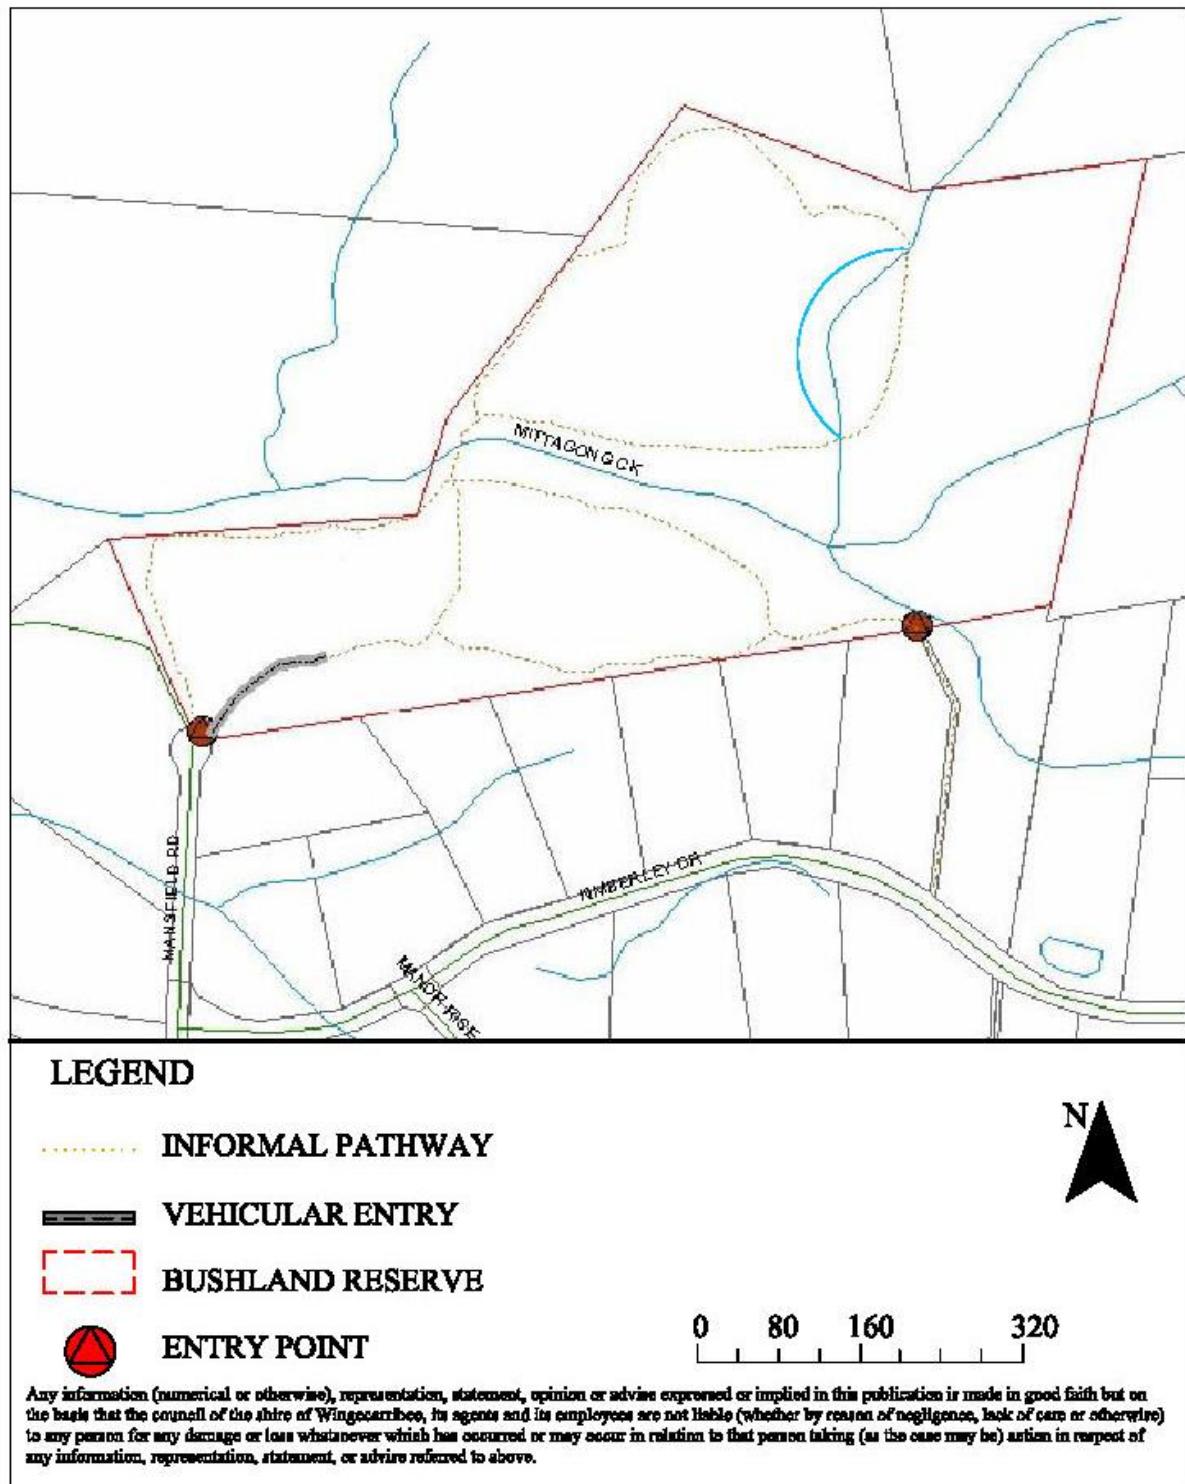 MITTAGONG CK
MANSFIELD RD
KIMBERLEY DR
MANOR RISE
LEGEND
INFORMAL PATHWAY
VEHICULAR ENTRY
BUSHLAND RESERVE
ENTRY POINT
N
0 80 160 320
Any information (numerical or otherwise), representation, statement, opinion or advise expressed or implied in this publication is made in good faith but on
the basis that the council of the shire of Wingecarribee, its agents and its employees are not liable (whether by reason of negligence, lack of care or otherwise)
to any person for any damage or loss whatsoever which has occurred or may occur in relation to that person taking (as the case may be) action in respect of
any information, representation, statement, or advise referred to above.